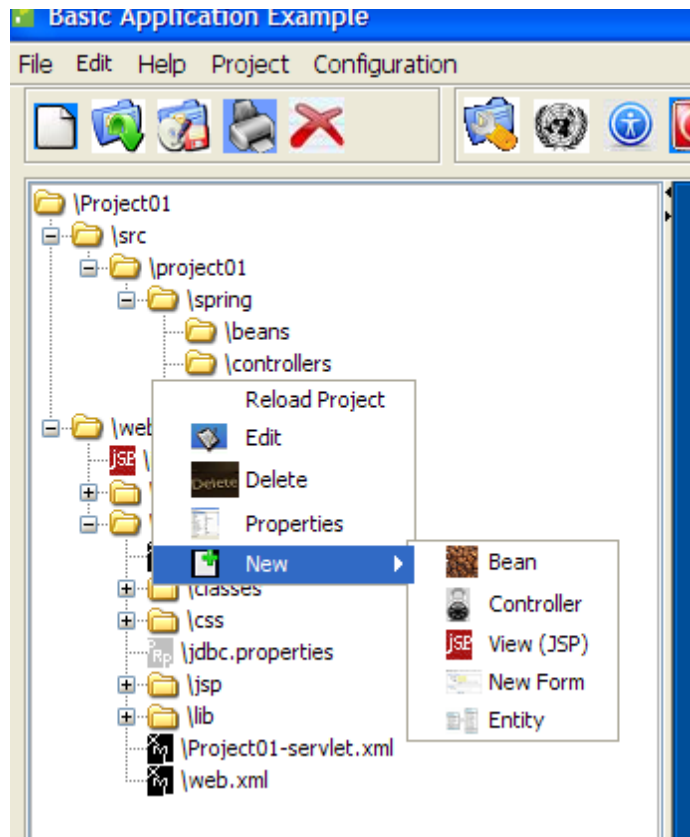 Basic Application Example
File Edit Help Project Configuration
\Project01
\src
\project01
\spring
\beans
\controllers
Reload Project
\web
Edit
jSP \
Delete Delete
\
\
Properties
New
Bean
\classes
Controller
\css
jSP View (JSP)
\jdbc.properties
New Form
\jsp
\lib
Entity
\Project01-servlet.xml
\web.xml